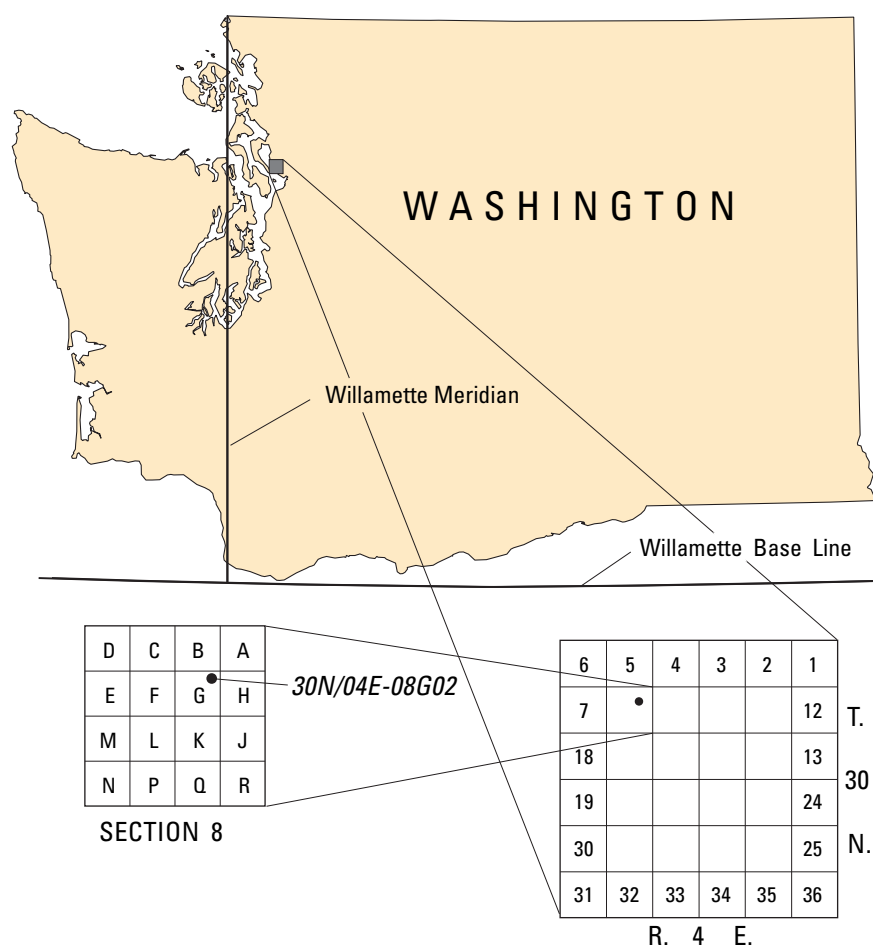 WASHINGTON
Willamette Meridian
Willamette Base Line
D C B A
E F G H
M L K J
N P Q R
SECTION 8
30N/04E-08G02
6 5 4 3 2 1
7 12
18 13
19 24
30 25
31 32 33 34 35 36
T.
30
N.
R. 4 E.